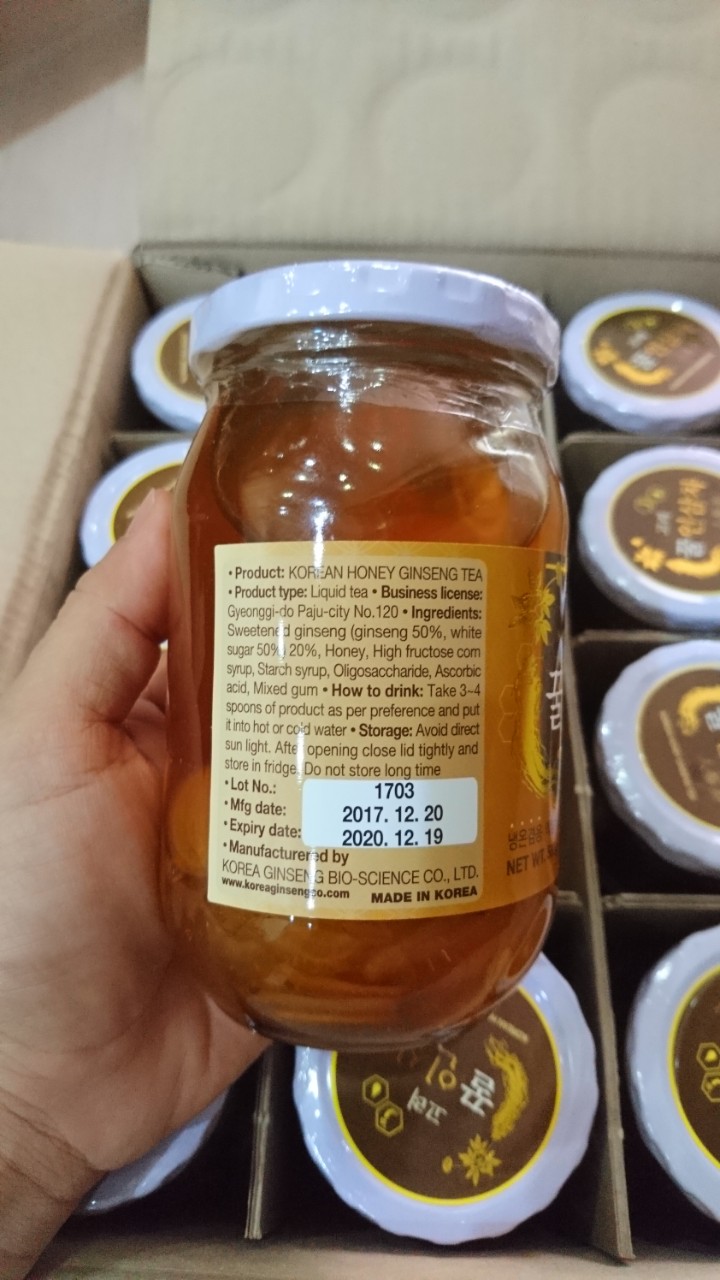 • Product: KOREAN HONEY GINSENG TEA
• Product type: Liquid tea • Business license:
Gyeonggi-do Paju-city No.120 • Ingredients:
Sweetened ginseng (ginseng 50%, white
sugar 50%) 20%, Honey, High fructose corn
syrup, Starch syrup, Oligosaccharide, Ascorbic
acid, Mixed gum • How to drink: Take 3~4
spoons of product as per preference and put
it into hot or cold water • Storage: Avoid direct
sun light. After opening close lid tightly and
store in fridge. Do not store long time
• Lot No.: 1703
• Mfg date: 2017. 12. 20
• Expiry date: 2020. 12. 19
• Manufacturered by
KOREA GINSENG BIO-SCIENCE CO., LTD.
www.koreaginsengco.com MADE IN KOREA
NET WT.
인삼차